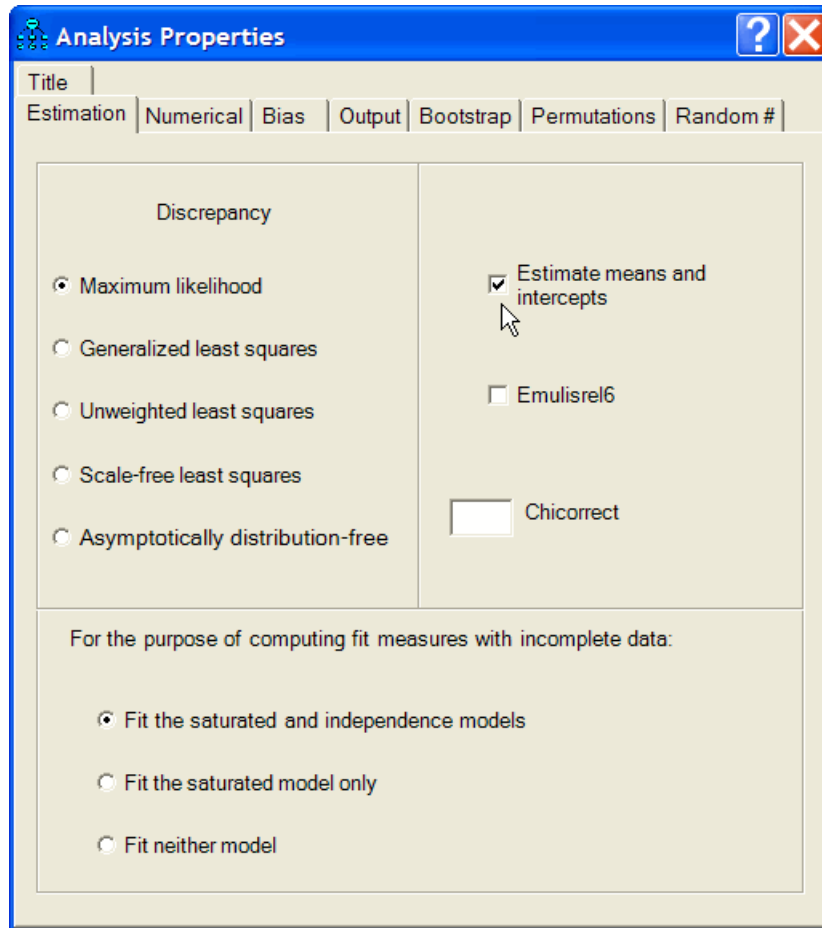 Analysis Properties
?
Title
Estimation Numerical Bias Output Bootstrap Permutations Random #
Discrepancy
Maximum likelihood
Generalized least squares
Unweighted least squares
Scale-free least squares
Asymptotically distribution-free
Estimate means and
intercepts
Emulisrel6
Chicorrect
For the purpose of computing fit measures with incomplete data:
Fit the saturated and independence models
Fit the saturated model only
Fit neither model